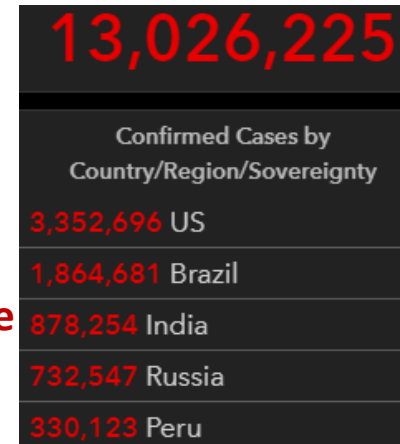 13,026,225
Confirmed Cases by
Country/Region/Sovereignty
3,352,696 US
1,864,681 Brazil
e
878,254 India
732,547 Russia
330,123 Peru